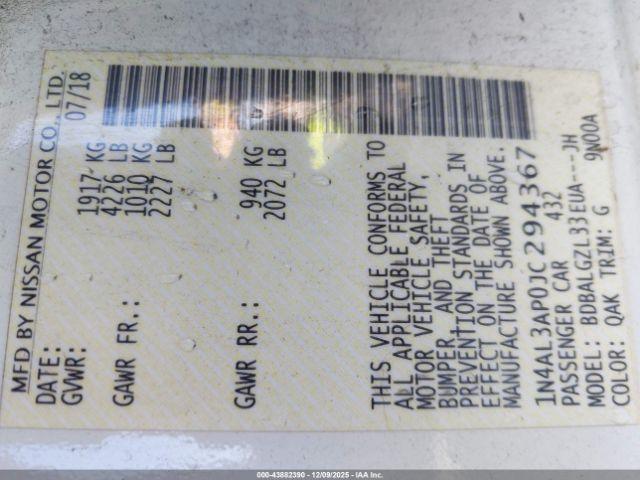 MFD BY NISSAN MOTOR CO., LTD.
DATE: 07/18
GVWR: 1917 KG
4226 LB
GAWR FR.: 1010 KG
2227 LB
GAWR RR.: 940 KG
2072 LB
THIS VEHICLE CONFORMS TO
ALL APPLICABLE FEDERAL
MOTOR VEHICLE SAFETY,
BUMPER AND THEFT
PREVENTION STANDARDS IN
EFFECT ON THE DATE OF
MANUFACTURE SHOWN ABOVE.
1N4AL3AP0JC294367
PASSENGER CAR 432
MODEL: BDBALGZL33EUA---JH
COLOR: QAK TRIM: G 9N00A
000-43882390 - 12/09/2025 - IAA Inc.